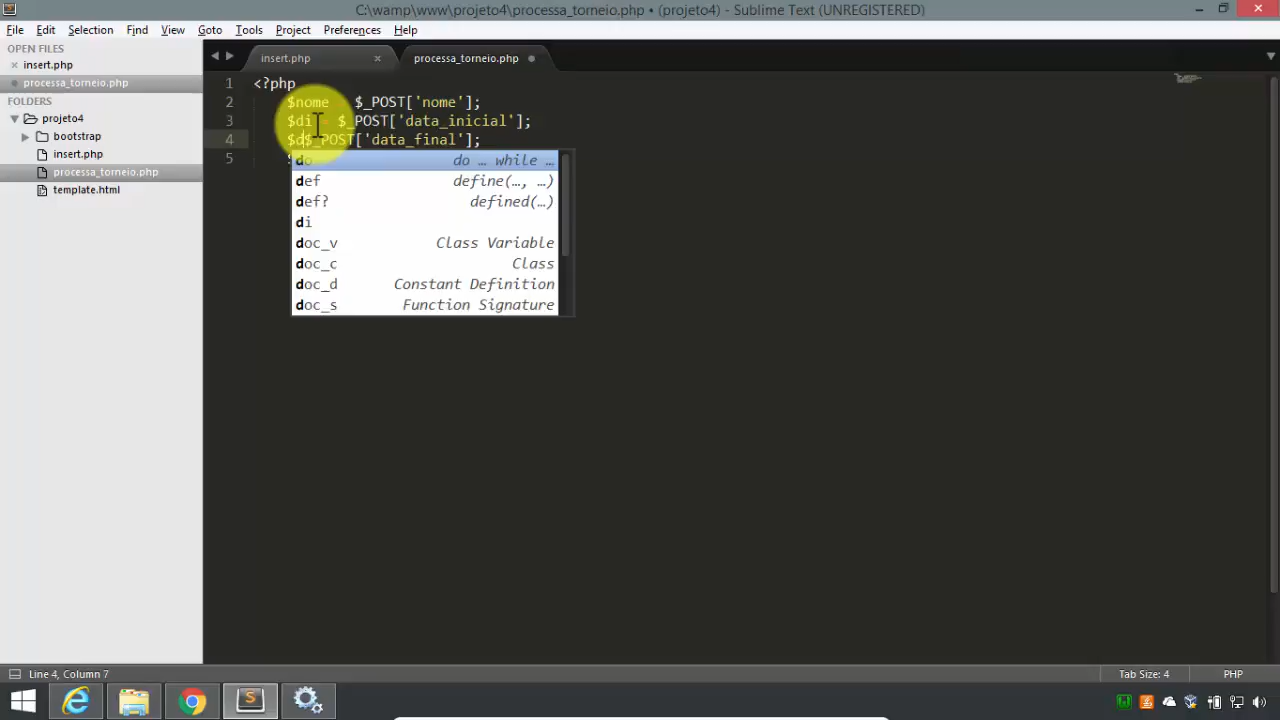 C:\wamp\www\projeto4\processa_torneio.php • (projeto4) - Sublime Text (UNREGISTERED)
File Edit Selection Find View Goto Tools Project Preferences Help
OPEN FILES
insert.php
processa_torneio.php
FOLDERS
projeto4
bootstrap
insert.php
processa_torneio.php
template.html
insert.php
processa_torneio.php
1 <?php
2 $nome = $_POST['nome'];
3 $di = $_POST['data_inicial'];
4 $d$_POST['data_final'];
5 $
do do … while …
def define(…, …)
def? defined(…)
di
doc_v Class Variable
doc_c Class
doc_d Constant Definition
doc_s Function Signature
Line 4, Column 7
Tab Size: 4
PHP